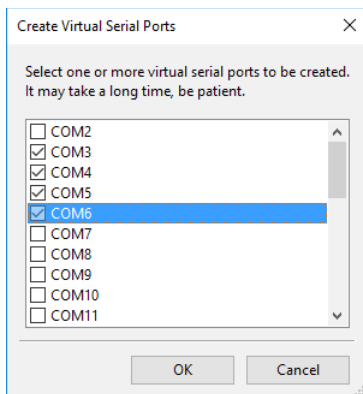 Create Virtual Serial Ports
Select one or more virtual serial ports to be created.
It may take a long time, be patient.
COM2
COM3
COM4
COM5
COM6
COM7
COM8
COM9
COM10
COM11
OK Cancel